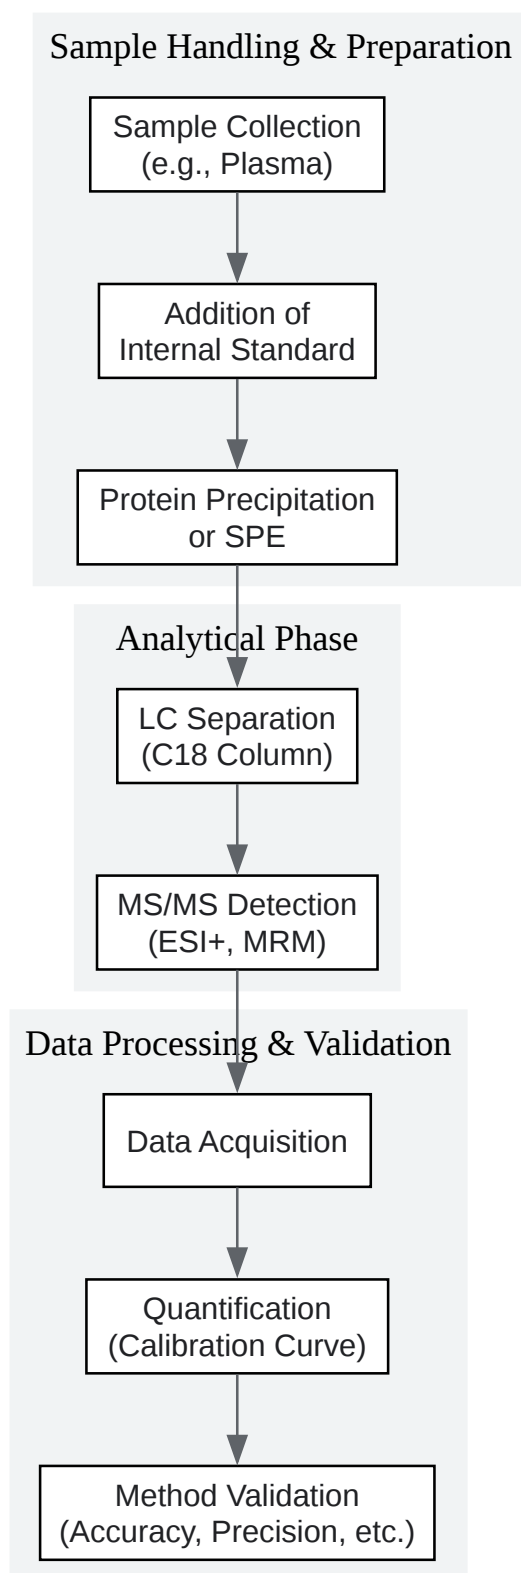 Sample Handling & Preparation
Sample Collection
(e.g., Plasma)
Addition of
Internal Standard
Protein Precipitation
or SPE
Analytical Phase
LC Separation
(C18 Column)
MS/MS Detection
(ESI+, MRM)
Data Processing & Validation
Data Acquisition
Quantification
(Calibration Curve)
Method Validation
(Accuracy, Precision, etc.)